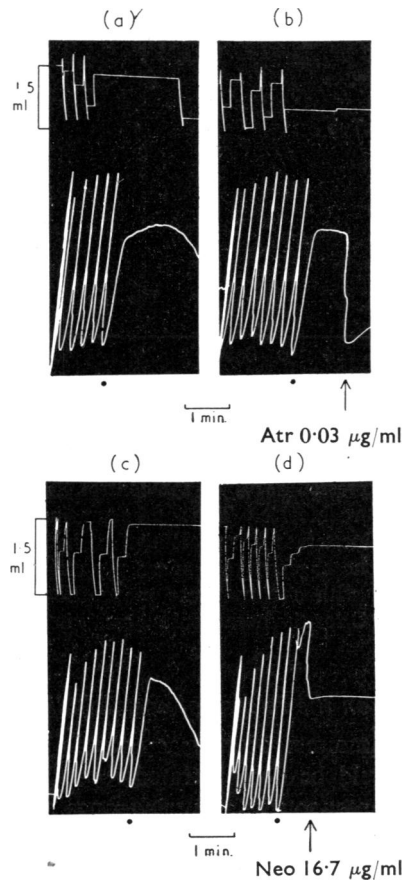 (a) (b)
1·5
ml
1 min.
Atr 0·03 μg/ml
(c) (d)
1·5
ml
1 min.
Neo 16·7 μg/ml